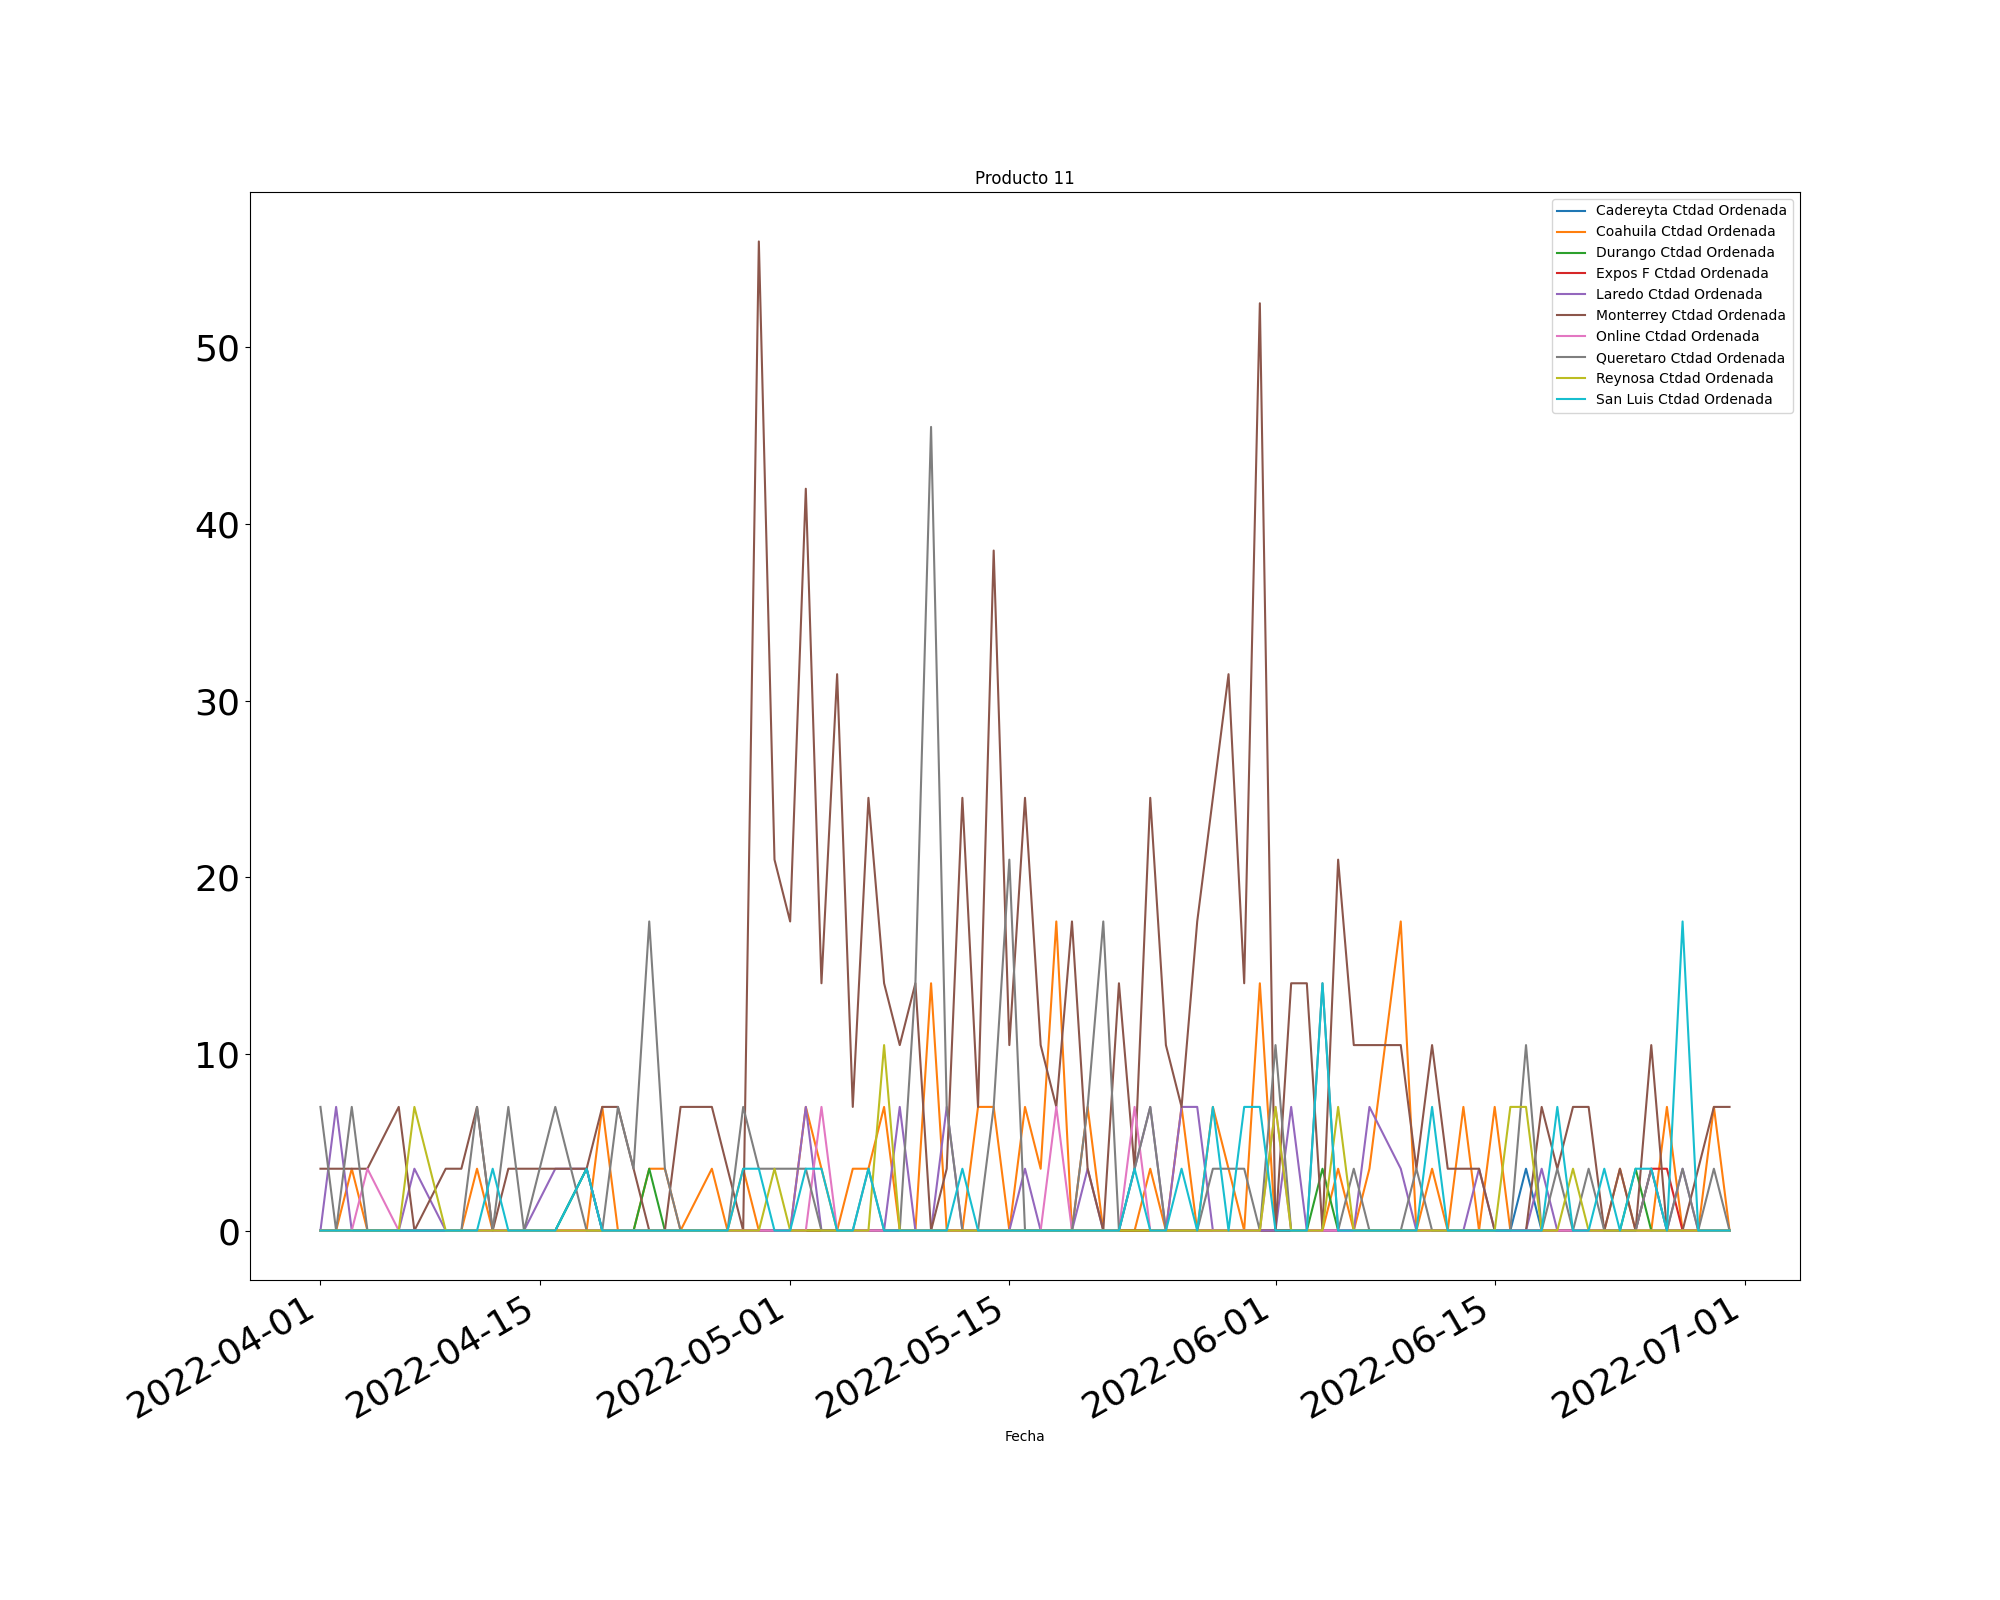 Producto 11
Cadereyta Ctdad Ordenada
Coahuila Ctdad Ordenada
Durango Ctdad Ordenada
Expos F Ctdad Ordenada
Laredo Ctdad Ordenada
Monterrey Ctdad Ordenada
Online Ctdad Ordenada
Queretaro Ctdad Ordenada
Reynosa Ctdad Ordenada
San Luis Ctdad Ordenada
50
40
30
20
10
0
2022-04-01
2022-04-15
2022-05-01
2022-05-15
2022-06-01
2022-06-15
2022-07-01
Fecha